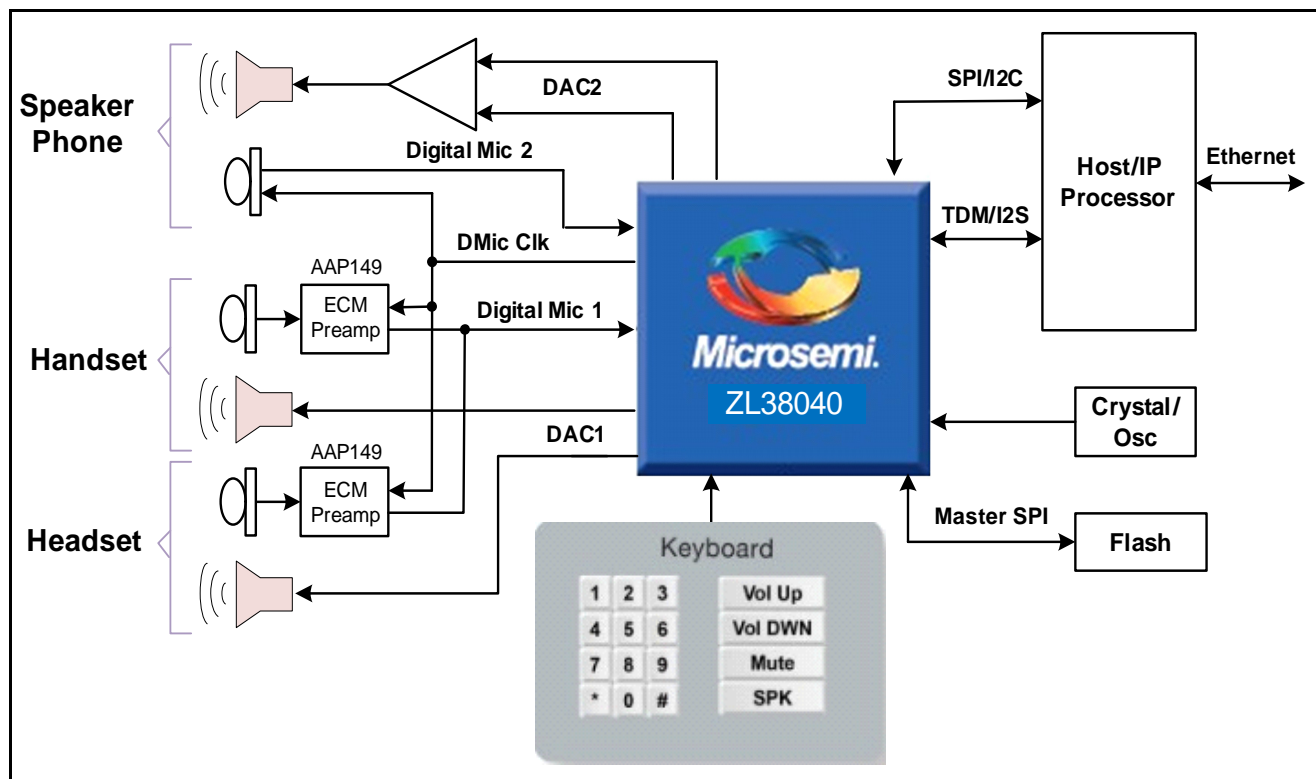 Speaker
Phone
DAC2
Digital Mic 2
DMic Clk
AAP149
ECM
Preamp
Digital Mic 1
Handset
DAC1
AAP149
ECM
Preamp
Headset
Microsemi.
ZL38040
SPI/I2C
TDM/I2S
Host/IP
Processor
Ethernet
Crystal/
Osc
Master SPI
Flash
Keyboard
1 2 3 Vol Up
4 5 6 Vol DWN
7 8 9 Mute
* 0 # SPK